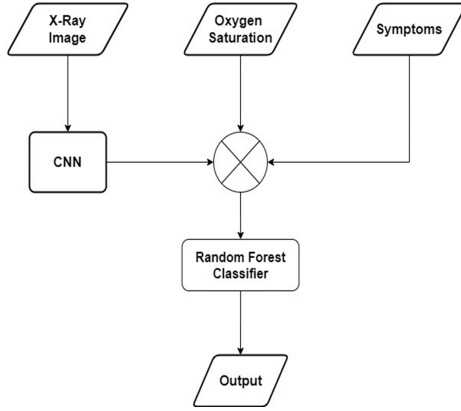 X-Ray
Image
Oxygen
Saturation
Symptoms
CNN
Random Forest
Classifier
Output